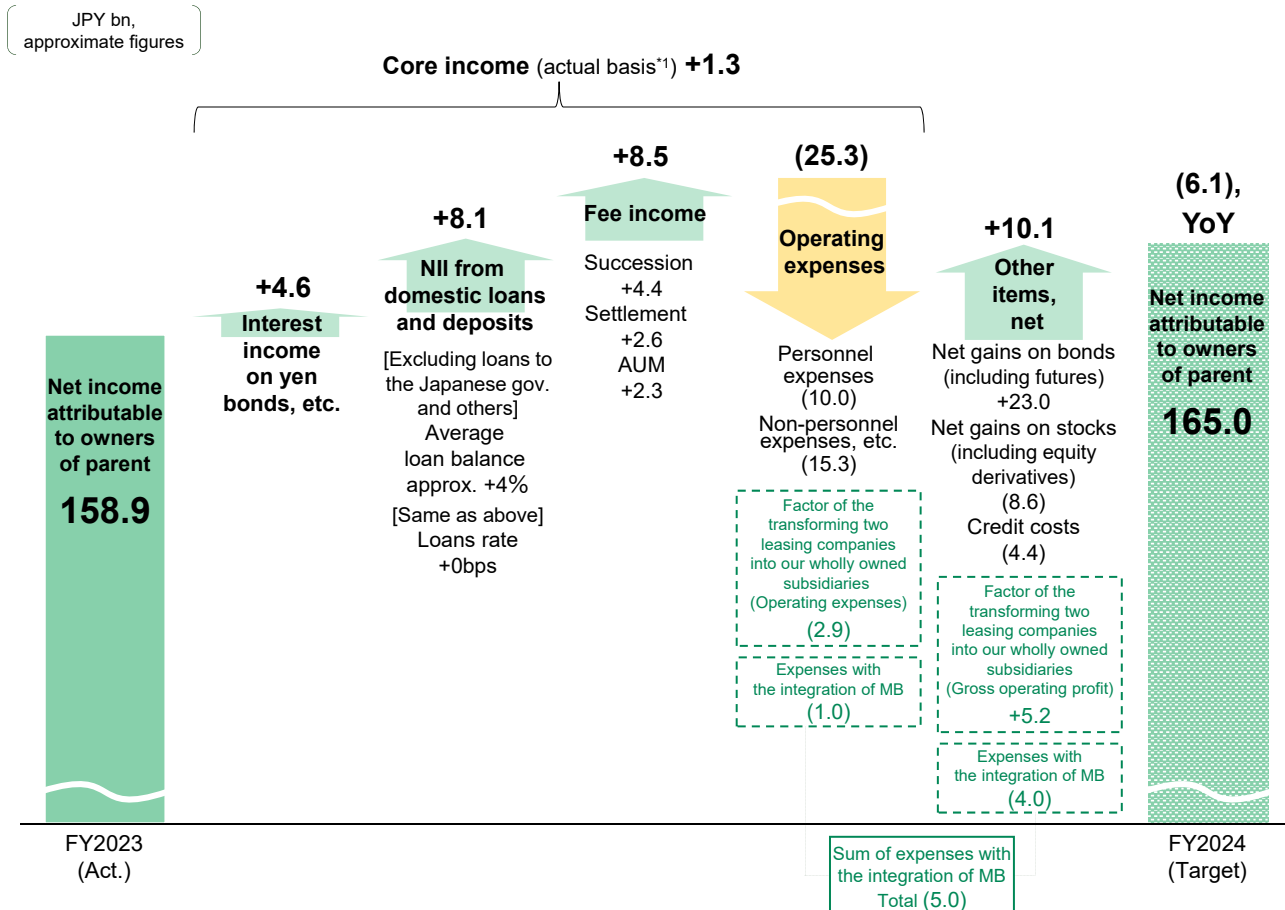 JPY bn,
approximate figures
Core income (actual basis*1) +1.3
Net income
attributable
to owners
of parent
158.9
+4.6
Interest
income
on yen
bonds, etc.
+8.1
NII from
domestic loans
and deposits
[Excluding loans to
the Japanese gov.
and others]
Average
loan balance
approx. +4%
[Same as above]
Loans rate
+0bps
+8.5
Fee income
Succession
+4.4
Settlement
+2.6
AUM
+2.3
(25.3)
Operating
expenses
Personnel
expenses
(10.0)
Non-personnel
expenses, etc.
(15.3)
Factor of the
transforming two
leasing companies
into our wholly owned
subsidiaries
(Operating expenses)
(2.9)
Expenses with
the integration of MB
(1.0)
+10.1
Other
items,
net
Net gains on bonds
(including futures)
+23.0
Net gains on stocks
(including equity
derivatives)
(8.6)
Credit costs
(4.4)
Factor of the
transforming two
leasing companies
into our wholly owned
subsidiaries
(Gross operating profit)
+5.2
Expenses with
the integration of MB
(4.0)
(6.1),
YoY
Net income
attributable
to owners
of parent
165.0
FY2023
(Act.)
Sum of expenses with
the integration of MB
Total (5.0)
FY2024
(Target)